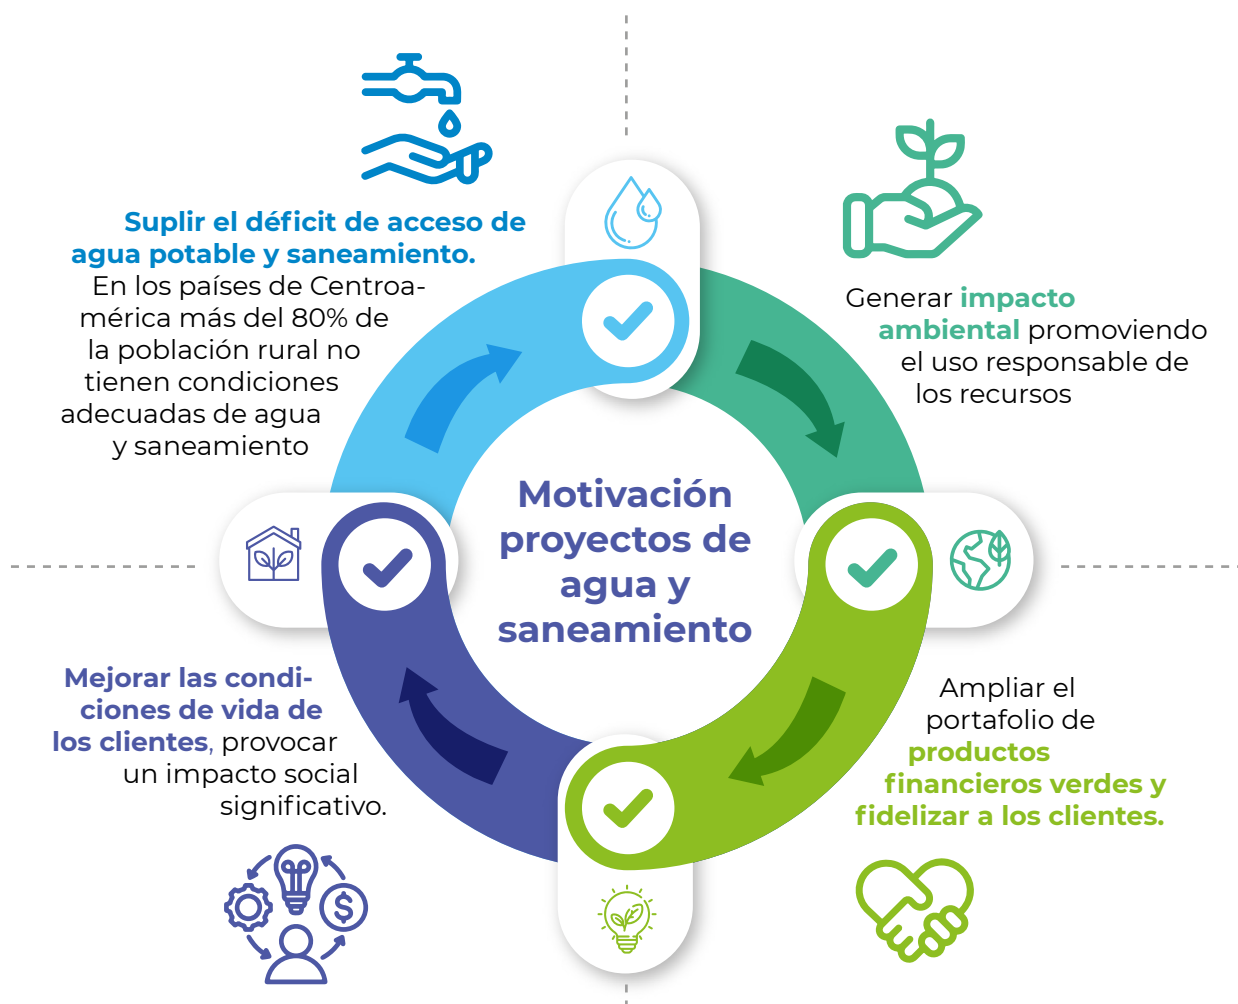 Suplir el déficit de acceso de
agua potable y saneamiento.
En los países de Centroa-
mérica más del 80% de
la población rural no
tienen condiciones
adecuadas de agua
y saneamiento
Generar impacto
ambiental promoviendo
el uso responsable de
los recursos
Motivación
proyectos de
agua y
saneamiento
Mejorar las condi-
ciones de vida de
los clientes, provocar
un impacto social
significativo.
Ampliar el
portafolio de
productos
financieros verdes y
fidelizar a los clientes.
$